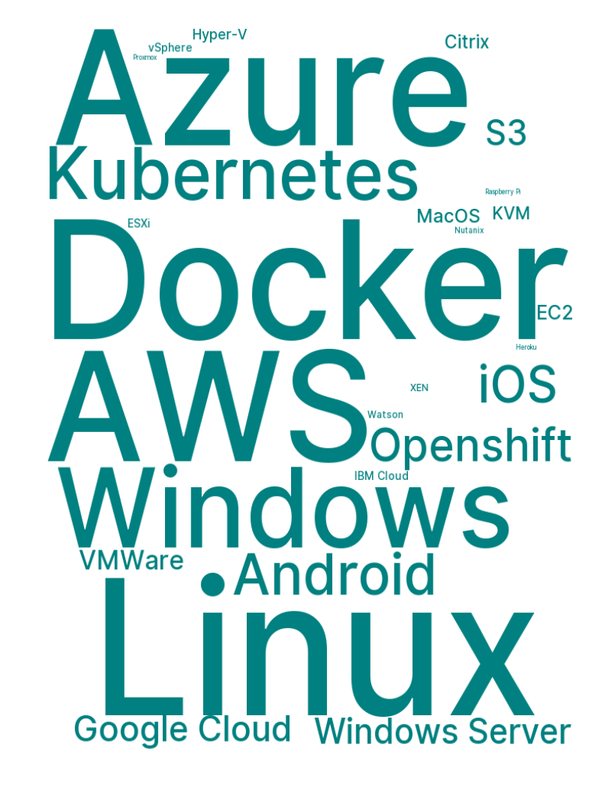 Hyper-V
Citrix
vSphere
Proxmox
Azure
S3
Kubernetes
Raspberry Pi
MacOS
KVM
ESXi
Nutanix
Docker
EC2
Heroku
AWS
XEN
iOS
Watson
Openshift
IBM Cloud
Windows
VMWare
Android
Linux
Google Cloud
Windows Server